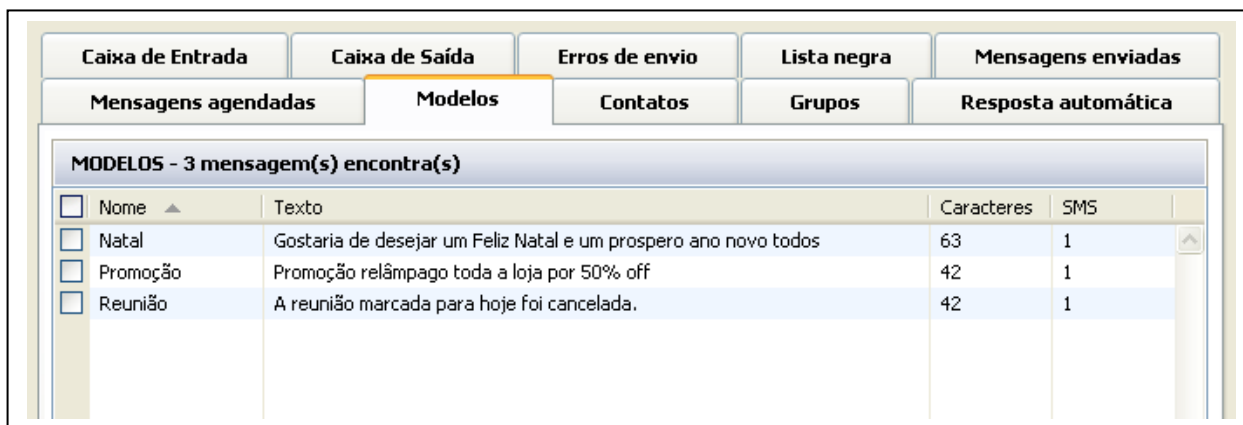 Caixa de Entrada Caixa de Saída Erros de envio Lista negra Mensagens enviadas
Mensagens agendadas Modelos Contatos Grupos Resposta automática
MODELOS - 3 mensagem(s) encontra(s)
Nome Texto Caracteres SMS
Natal Gostaria de desejar um Feliz Natal e um prospero ano novo todos 63 1
Promoção Promoção relâmpago toda a loja por 50% off 42 1
Reunião A reunião marcada para hoje foi cancelada. 42 1